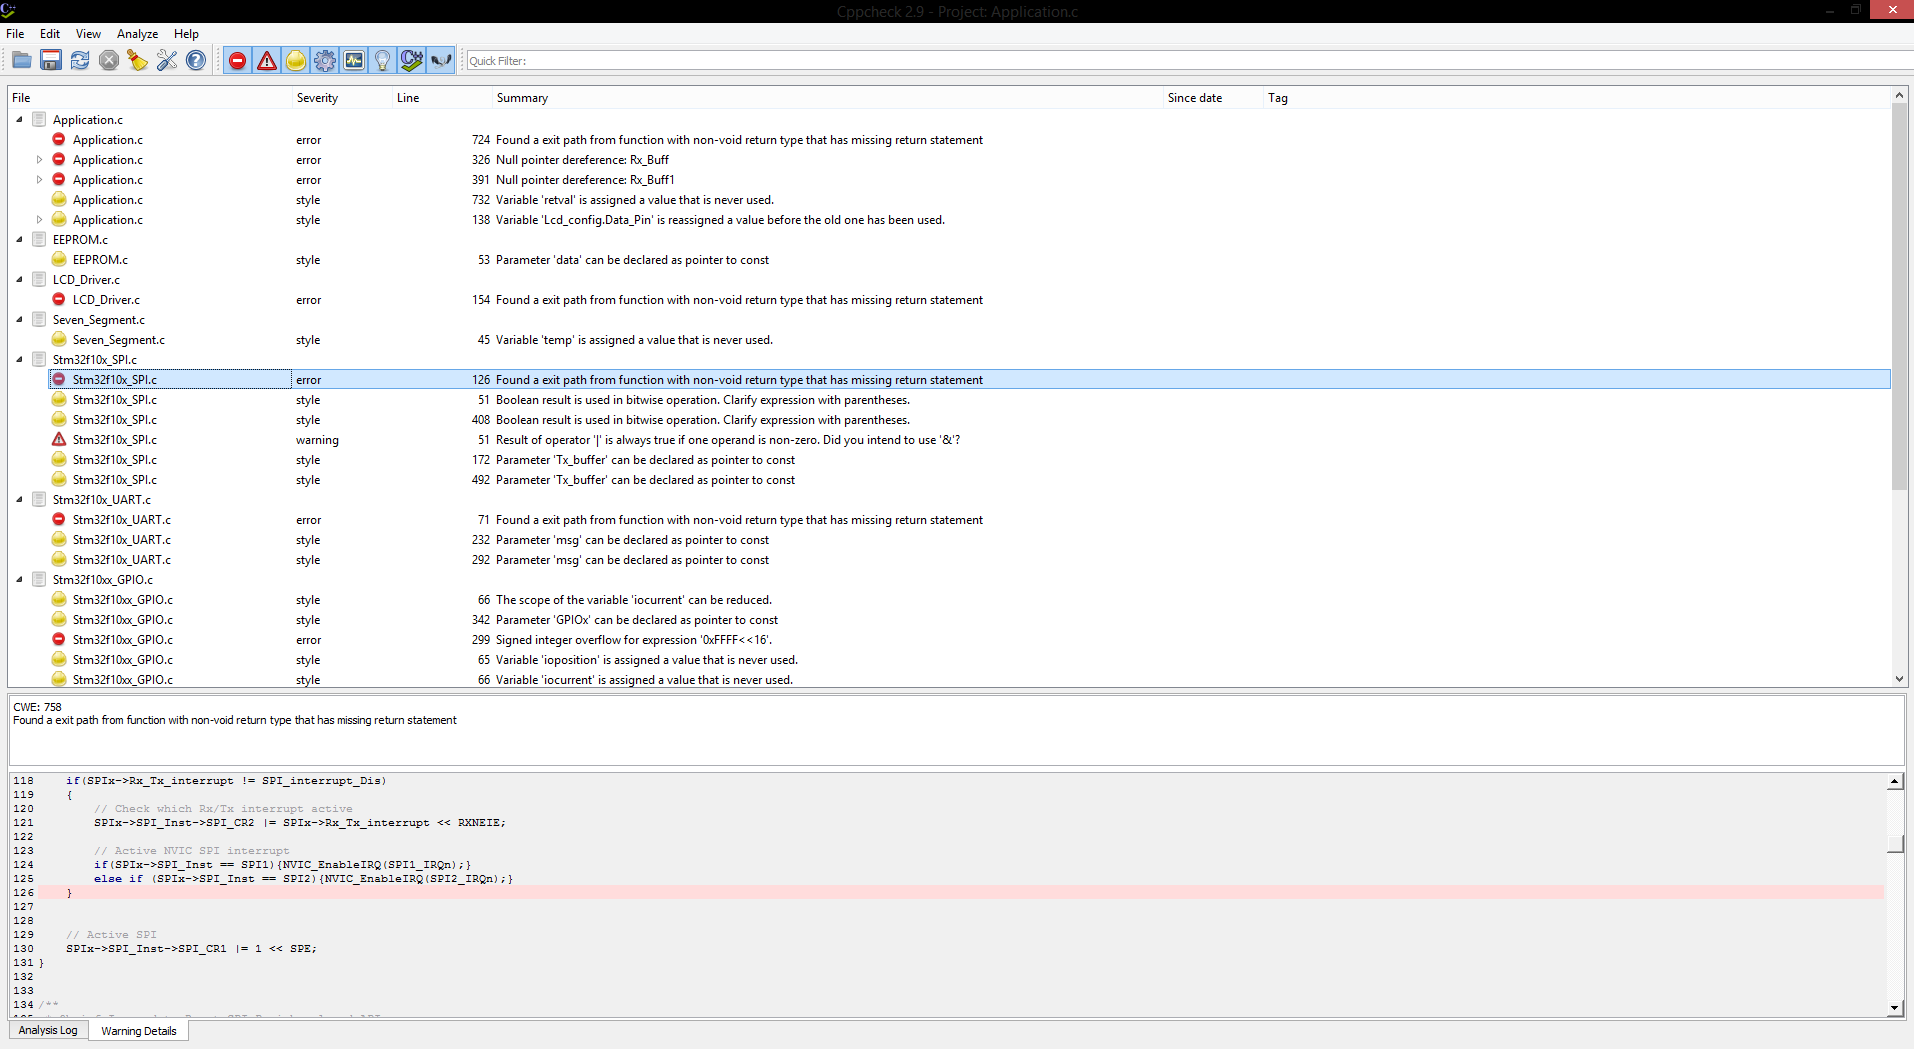 Cppcheck 2.9 - Project: Application.c
File Edit View Analyze Help
Quick Filter:
File Severity Line Summary Since date Tag
Application.c
Application.c error 724 Found a exit path from function with non-void return type that has missing return statement
Application.c error 326 Null pointer dereference: Rx_Buff
Application.c error 391 Null pointer dereference: Rx_Buff1
Application.c style 732 Variable 'retval' is assigned a value that is never used.
Application.c style 138 Variable 'Lcd_config.Data_Pin' is reassigned a value before the old one has been used.
EEPROM.c
EEPROM.c style 53 Parameter 'data' can be declared as pointer to const
LCD_Driver.c
LCD_Driver.c error 154 Found a exit path from function with non-void return type that has missing return statement
Seven_Segment.c
Seven_Segment.c style 45 Variable 'temp' is assigned a value that is never used.
Stm32f10x_SPI.c
Stm32f10x_SPI.c error 126 Found a exit path from function with non-void return type that has missing return statement
Stm32f10x_SPI.c style 51 Boolean result is used in bitwise operation. Clarify expression with parentheses.
Stm32f10x_SPI.c style 408 Boolean result is used in bitwise operation. Clarify expression with parentheses.
Stm32f10x_SPI.c warning 51 Result of operator '|' is always true if one operand is non-zero. Did you intend to use '&'?
Stm32f10x_SPI.c style 172 Parameter 'Tx_buffer' can be declared as pointer to const
Stm32f10x_SPI.c style 492 Parameter 'Tx_buffer' can be declared as pointer to const
Stm32f10x_UART.c
Stm32f10x_UART.c error 71 Found a exit path from function with non-void return type that has missing return statement
Stm32f10x_UART.c style 232 Parameter 'msg' can be declared as pointer to const
Stm32f10x_UART.c style 292 Parameter 'msg' can be declared as pointer to const
Stm32f10xx_GPIO.c
Stm32f10xx_GPIO.c style 66 The scope of the variable 'iocurrent' can be reduced.
Stm32f10xx_GPIO.c style 342 Parameter 'GPIOx' can be declared as pointer to const
Stm32f10xx_GPIO.c error 299 Signed integer overflow for expression '0xFFFF<<16'.
Stm32f10xx_GPIO.c style 65 Variable 'ioposition' is assigned a value that is never used.
Stm32f10xx_GPIO.c style 66 Variable 'iocurrent' is assigned a value that is never used.
CWE: 758
Found a exit path from function with non-void return type that has missing return statement
118 if(SPIx->Rx_Tx_interrupt != SPI_interrupt_Dis)
119 {
120 // Check which Rx/Tx interrupt active
121 SPIx->SPI_Inst->SPI_CR2 |= SPIx->Rx_Tx_interrupt << RXNEIE;
122
123 // Active NVIC SPI interrupt
124 if(SPIx->SPI_Inst == SPI1){NVIC_EnableIRQ(SPI1_IRQn);}
125 else if (SPIx->SPI_Inst == SPI2){NVIC_EnableIRQ(SPI2_IRQn);}
126 }
127
128
129 // Active SPI
130 SPIx->SPI_Inst->SPI_CR1 |= 1 << SPE;
131 }
132
133
134 /**
Analysis Log Warning Details